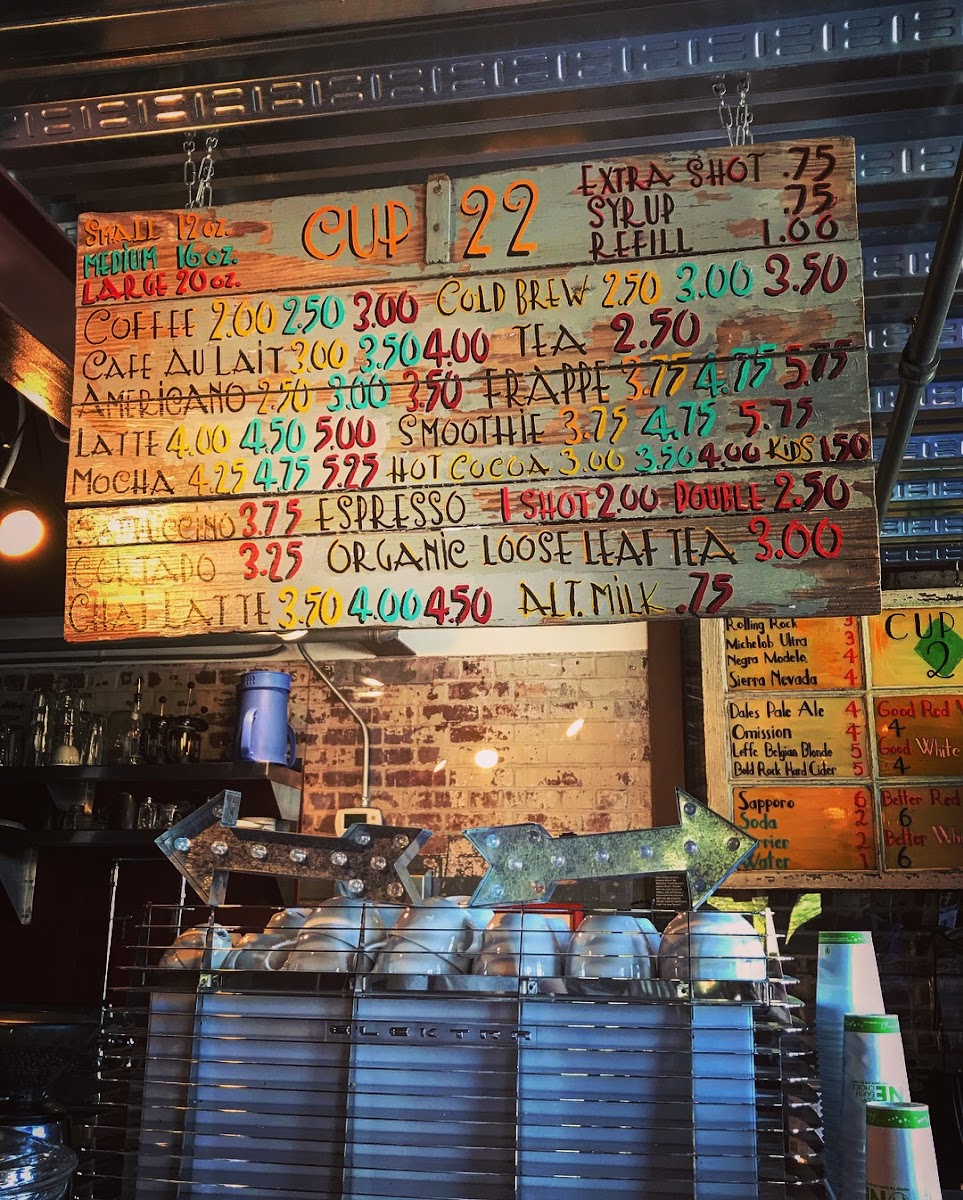 SMALL 12 OZ.
MEDIUM 16 OZ.
LARGE 20 OZ.
CUP 22
EXTRA SHOT .75
SYRUP .75
REFILL 1.00
COFFEE 2.00 2.50 3.00 COLD BREW 2.50 3.00 3.50
CAFE AU LAIT 3.00 3.50 4.00 TEA 2.50
AMERICANO 2.50 3.00 3.50 FRAPPE 3.75 4.75 5.75
LATTE 4.00 4.50 5.00 SMOOTHIE 3.75 4.75 5.75
MOCHA 4.25 4.75 5.25 HOT COCOA 3.00 3.50 4.00 KIDS 1.50
CAPPUCCINO 3.75 ESPRESSO 1 SHOT 2.00 DOUBLE 2.50
CORTADO 3.25 ORGANIC LOOSE LEAF TEA 3.00
CHAI LATTE 3.50 4.00 4.50 ALT. MILK .75
Rolling Rock 3
Michelob Ultra 3
Negra Modelo 4
Sierra Nevada 4
CUP
2
Dales Pale Ale 4
Omission 4
Leffe Belgian Blonde 5
Bold Rock Hard Cider 5
Good Red
4
Good White
4
Sapporo 6
Soda 2
rrier 2
Water 1
Better Red
6
Better Wh
6
ELEKTRA